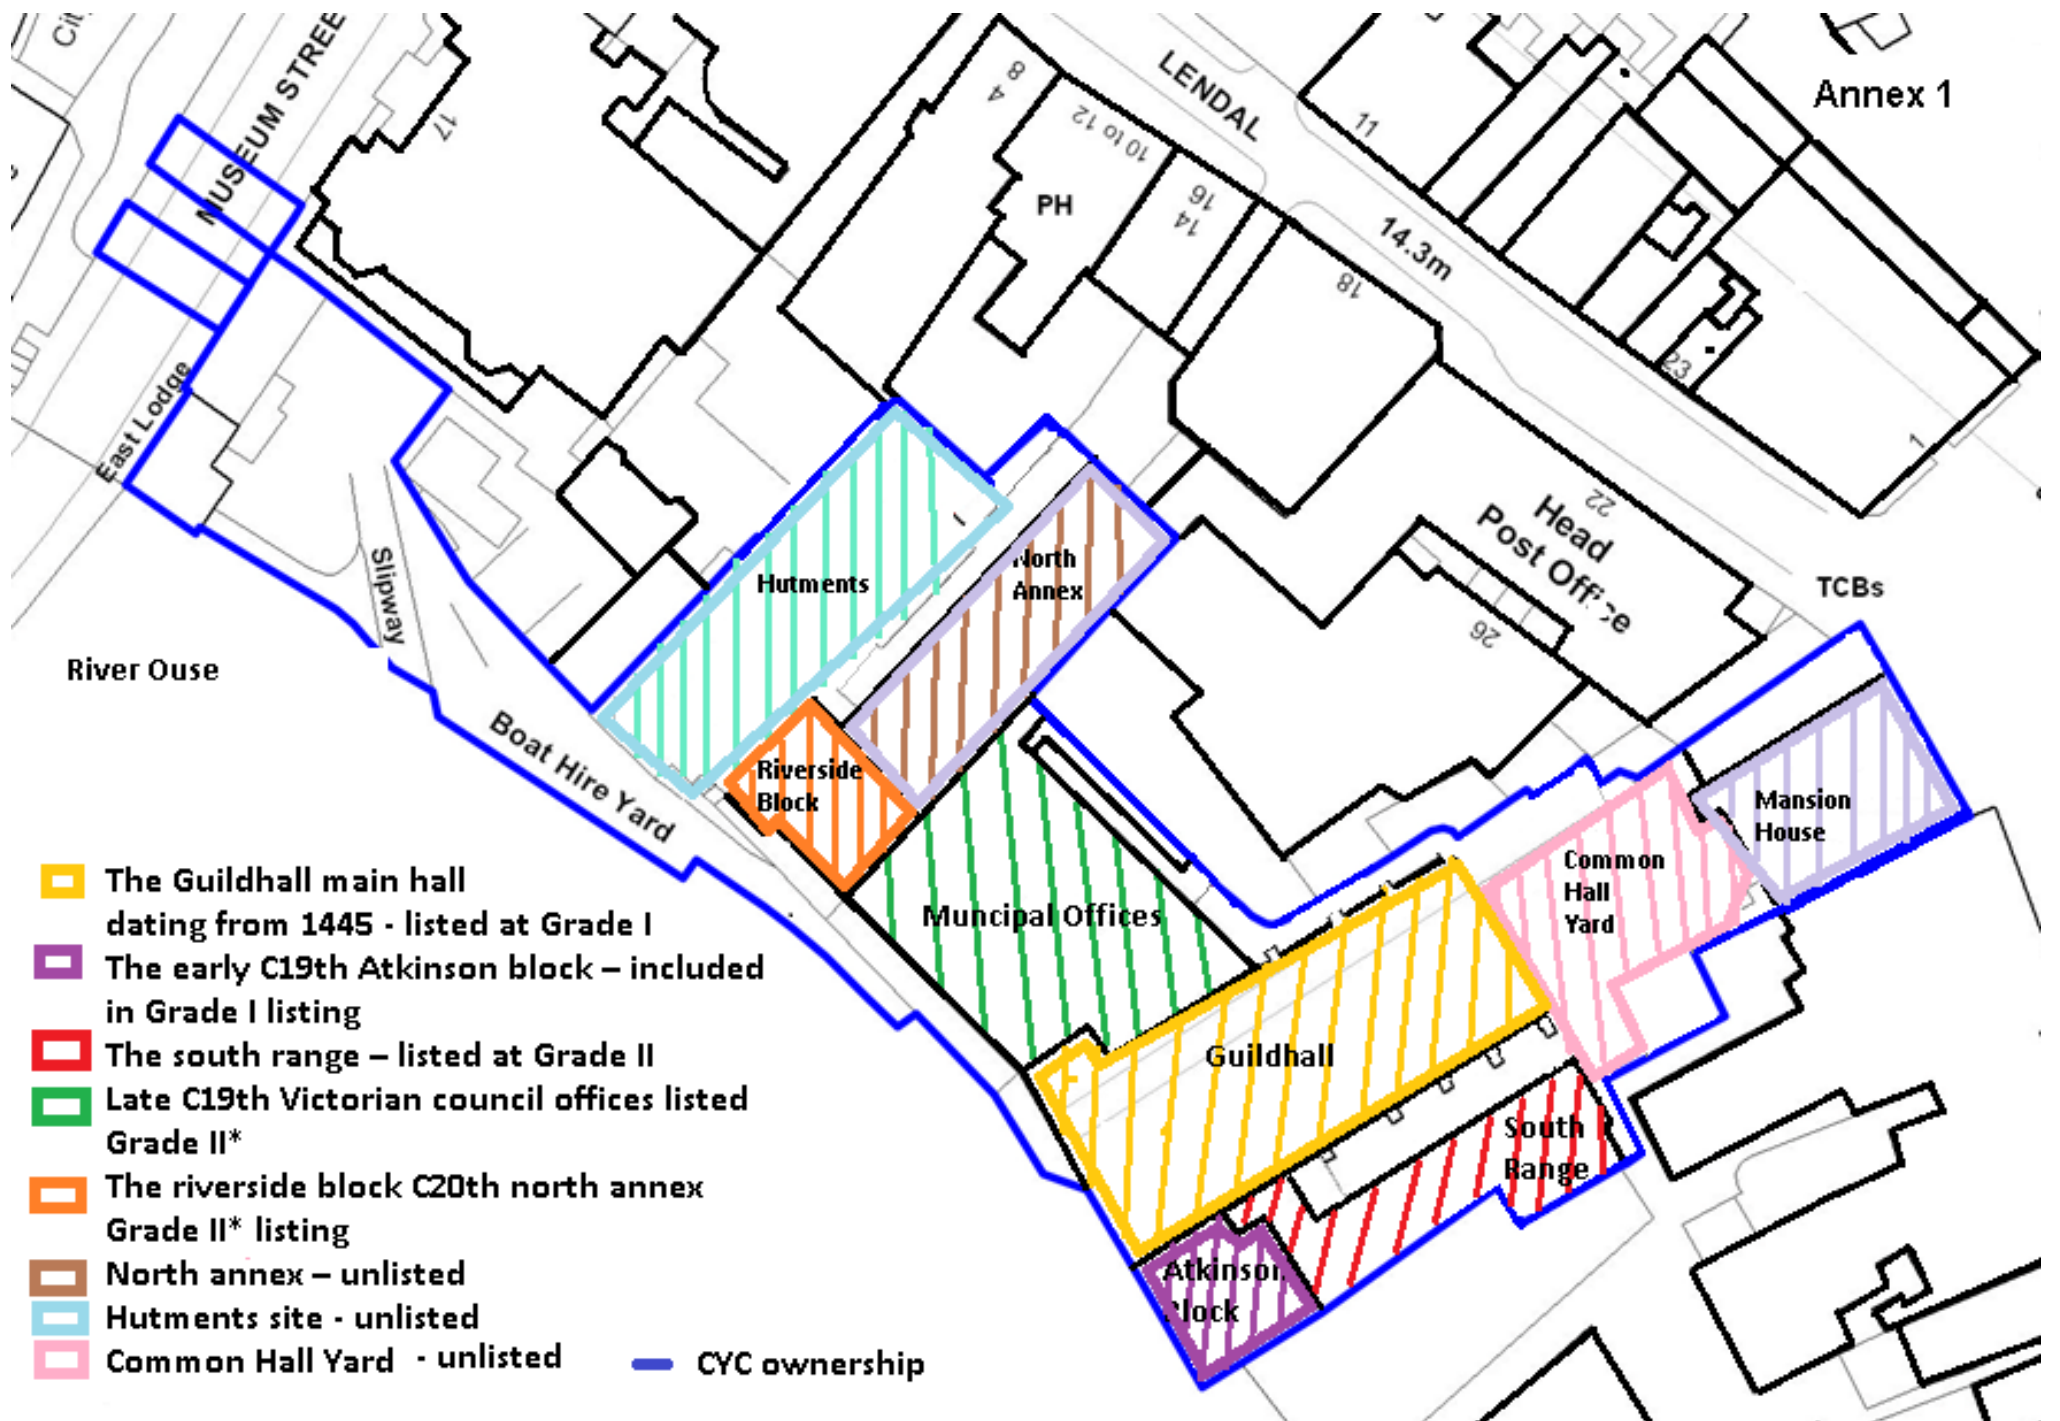 Annex 1
MUSEUM STREE
17
8
4
10 to 12
PH
16
14
LENDAL
11
14.3m
18
23
1
East Lodge
Slipway
Hutments
North
Annex
Head
Post Office
22
26
TCBs
River Ouse
Boat Hire Yard
Riverside
Block
Mansion
House
Common
Hall
Yard
Muncipal Offices
Guildhall
South
Range
Atkinson
Block
The Guildhall main hall
dating from 1445 - listed at Grade I
The early C19th Atkinson block – included
in Grade I listing
The south range – listed at Grade II
Late C19th Victorian council offices listed
Grade II*
The riverside block C20th north annex
Grade II* listing
North annex – unlisted
Hutments site - unlisted
Common Hall Yard - unlisted
CYC ownership